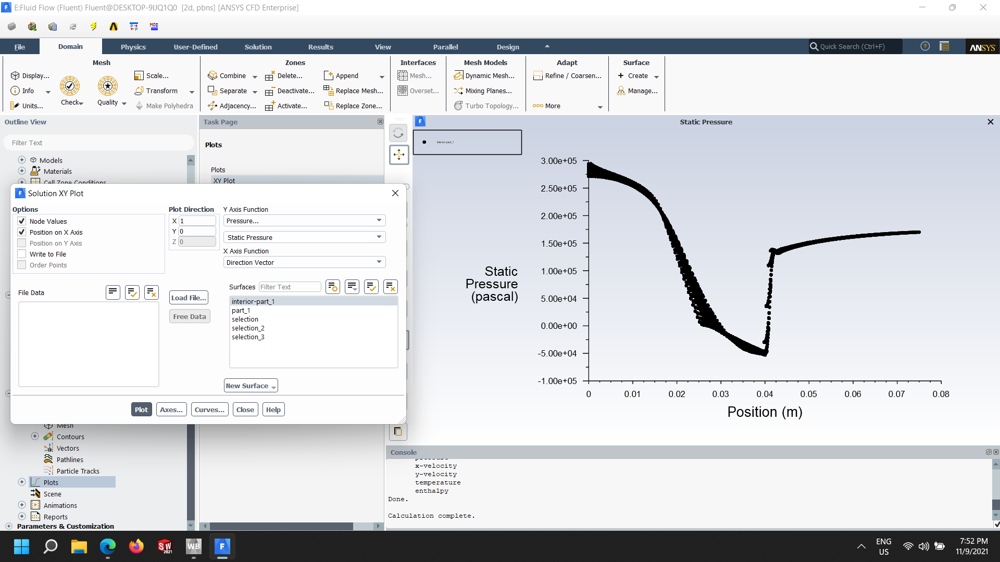 E:Fluid Flow (Fluent) Fluent@DESKTOP-9IJQ1Q0 [2d, pbns] [ANSYS CFD Enterprise]
File Domain Physics User-Defined Solution Results View Parallel Design Quick Search (Ctrl+F) ANSYS
Mesh Zones Interfaces Mesh Models Adapt Surface
Display... Scale... Combine Delete... Append Mesh... Dynamic Mesh... Refine / Coarsen... Create
Info Check Quality Transform Separate Deactivate... Replace Mesh... Overset... Mixing Planes... Manage...
Units... Make Polyhedra Adjacency... Activate... Replace Zone... Turbo Topology... More
Outline View
Filter Text
Models
Materials
Cell Zone Conditions
Task Page
Plots
Plots
XY Plot
Solution XY Plot
Options
Node Values
Position on X Axis
Position on Y Axis
Write to File
Order Points
Plot Direction
X 1
Y 0
Z 0
Y Axis Function
Pressure...
Static Pressure
X Axis Function
Direction Vector
File Data
Load File...
Free Data
Surfaces Filter Text
interior-part_1
part_1
selection
selection_2
selection_3
New Surface
Plot Axes... Curves... Close Help
Mesh
Contours
Vectors
Pathlines
Particle Tracks
Plots
Scene
Animations
Reports
Parameters & Customization
Static Pressure
interior-part_1
3.00e+05
2.50e+05
2.00e+05
1.50e+05
1.00e+05
5.00e+04
0.00e+00
-5.00e+04
-1.00e+05
Static
Pressure
(pascal)
0 0.01 0.02 0.03 0.04 0.05 0.06 0.07 0.08
Position (m)
Console
pressure
x-velocity
y-velocity
temperature
enthalpy
Done.
Calculation complete.
SW
2021
WB
ENG
US
7:52 PM
11/9/2021